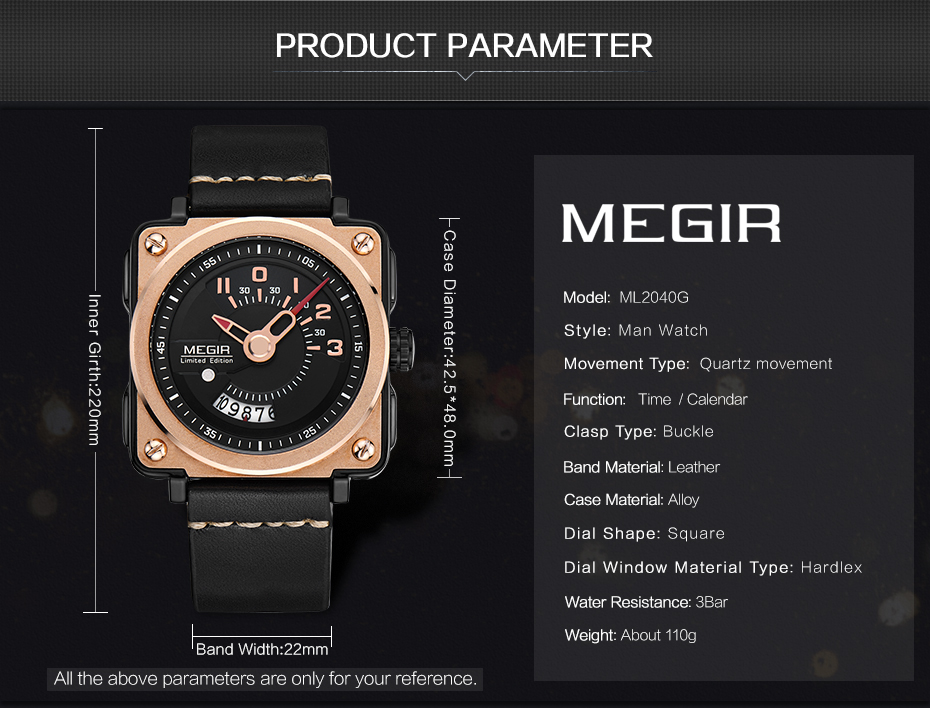 PRODUCT PARAMETER
Inner Girth:220mm
55
05
0
11
30
30
1
2
30
3
45
15
MEGIR
Limited Edition
109876
35
25
Case Diameter:42.5*48.0mm
Band Width:22mm
All the above parameters are only for your reference.
MEGIR
Model: ML2040G
Style: Man Watch
Movement Type: Quartz movement
Function: Time / Calendar
Clasp Type: Buckle
Band Material: Leather
Case Material: Alloy
Dial Shape: Square
Dial Window Material Type: Hardlex
Water Resistance: 3Bar
Weight: About 110g